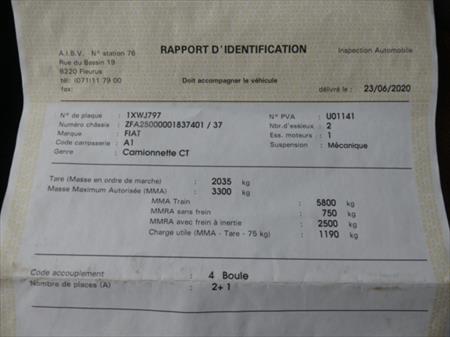 A.I.B.V. N° station 76
RAPPORT D'IDENTIFICATION
Inspection Automobile
Rue du Bassin 19
6220 Fleurus
tél: (071)11 79 00
Doit accompagner le véhicule
fax:
délivré le : 23/06/2020
N° de plaque : 1XWJ797
N° PVA : U01141
Numéro châssis : ZFA25000001837401 / 37
Nbr.d'essieux : 2
Marque : FIAT
Ess. moteurs : 1
Code carrosserie : A1
Suspension : Mécanique
Genre : Camionnette CT
Tare (Masse en ordre de marche) : 2035 kg
Masse Maximum Autorisée (MMA) : 3300 kg
MMA Train : 5800 kg
MMRA sans frein : 750 kg
MMRA avec frein à inertie : 2500 kg
Charge utile (MMA - Tare - 75 kg) : 1190 kg
Code accouplement : 4 Boule
Nombre de places (A) : 2+1